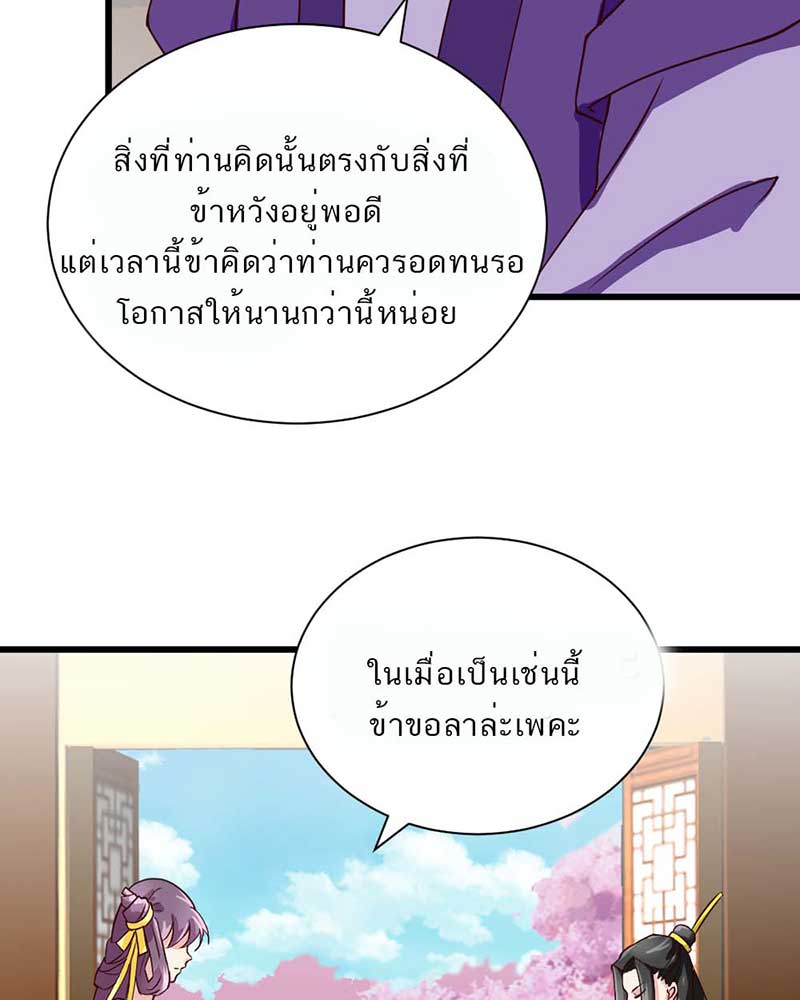 สิ่งที่ท่านคิดนั้นตรงกับสิ่งที่
ข้าหวังอยู่พอดี
แต่เวลานี้ข้าคิดว่าท่านควรอดทนรอ
โอกาสให้นานกว่านี้หน่อย
ในเมื่อเป็นเช่นนี้
ข้าขอลาล่ะเพคะ